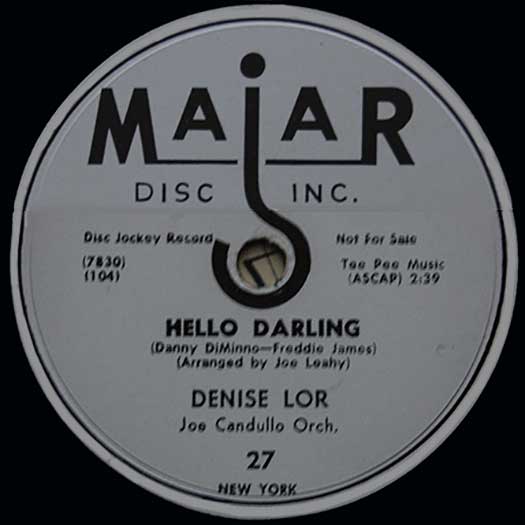 MAJAR
DISC INC.
Disc Jockey Record Not For Sale
(7830) Tee Pee Music
(104) (ASCAP) 2:39
HELLO DARLING
(Danny DiMinno—Freddie James)
(Arranged by Joe Leahy)
DENISE LOR
Joe Candullo Orch.
27
NEW YORK